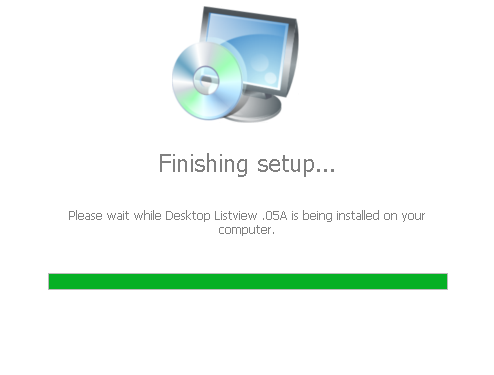 Finishing setup...
Please wait while Desktop Listview .05A is being installed on your
computer.